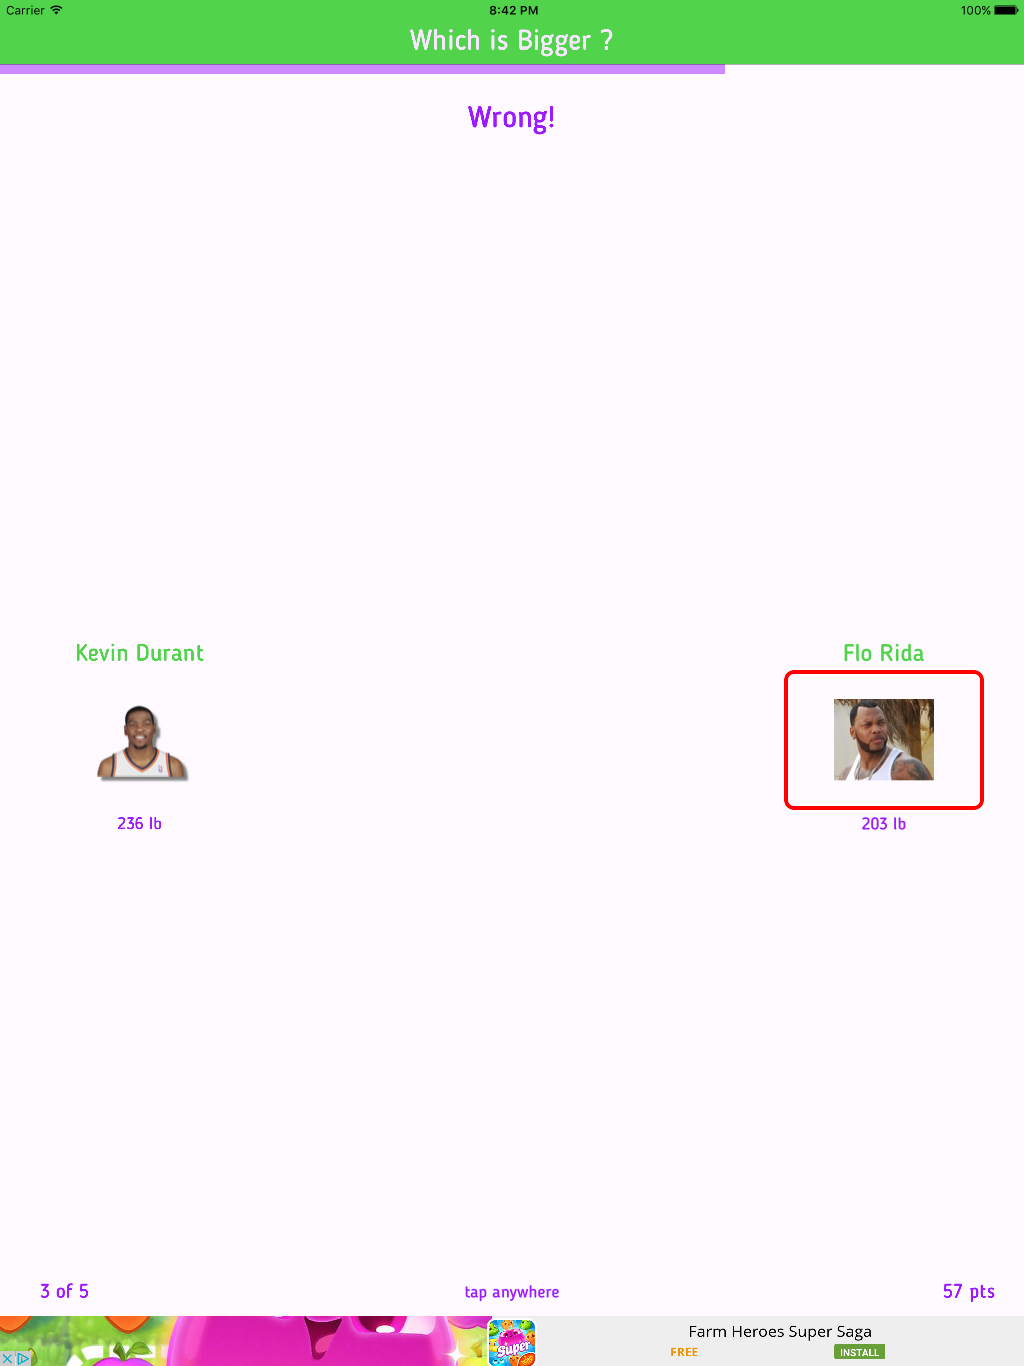 Carrier 8:42 PM 100%
Which is Bigger ?
Wrong!
Kevin Durant Flo Rida
236 lb 203 lb
3 of 5 tap anywhere 57 pts
Super
Farm Heroes Super Saga
FREE INSTALL